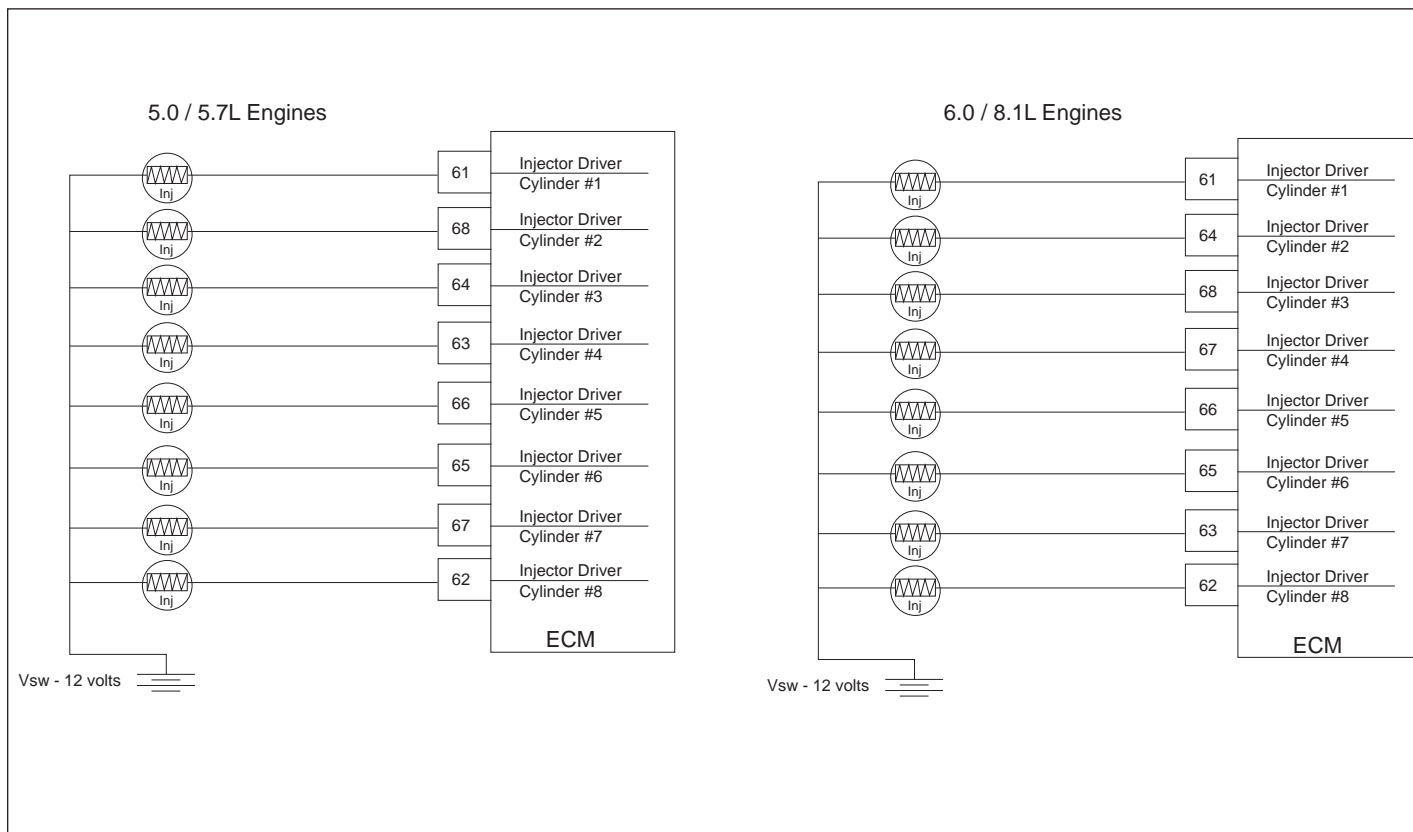 5.0 / 5.7L Engines
Inj
61
Injector Driver
Cylinder #1
Inj
68
Injector Driver
Cylinder #2
Inj
64
Injector Driver
Cylinder #3
Inj
63
Injector Driver
Cylinder #4
Inj
66
Injector Driver
Cylinder #5
Inj
65
Injector Driver
Cylinder #6
Inj
67
Injector Driver
Cylinder #7
Inj
62
Injector Driver
Cylinder #8
ECM
Vsw - 12 volts
6.0 / 8.1L Engines
Inj
61
Injector Driver
Cylinder #1
Inj
64
Injector Driver
Cylinder #2
Inj
68
Injector Driver
Cylinder #3
Inj
67
Injector Driver
Cylinder #4
Inj
66
Injector Driver
Cylinder #5
Inj
65
Injector Driver
Cylinder #6
Inj
63
Injector Driver
Cylinder #7
Inj
62
Injector Driver
Cylinder #8
ECM
Vsw - 12 volts